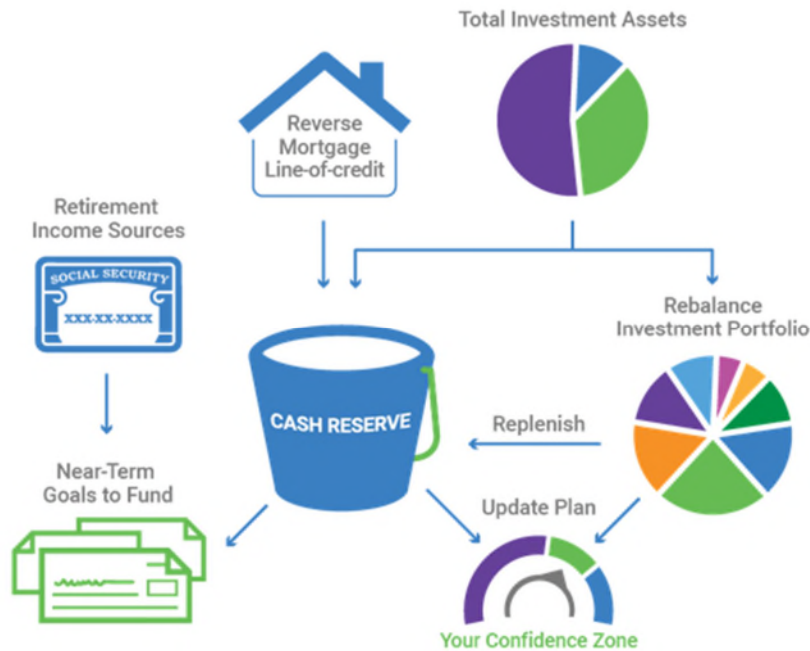 Total Investment Assets
Reverse
Mortgage
Line-of-credit
Retirement
Income Sources
SOCIAL SECURITY
XXX-XX-XXXX
Rebalance
Investment Portfolio
CASH RESERVE
Replenish
Near-Term
Goals to Fund
Update Plan
Your Confidence Zone